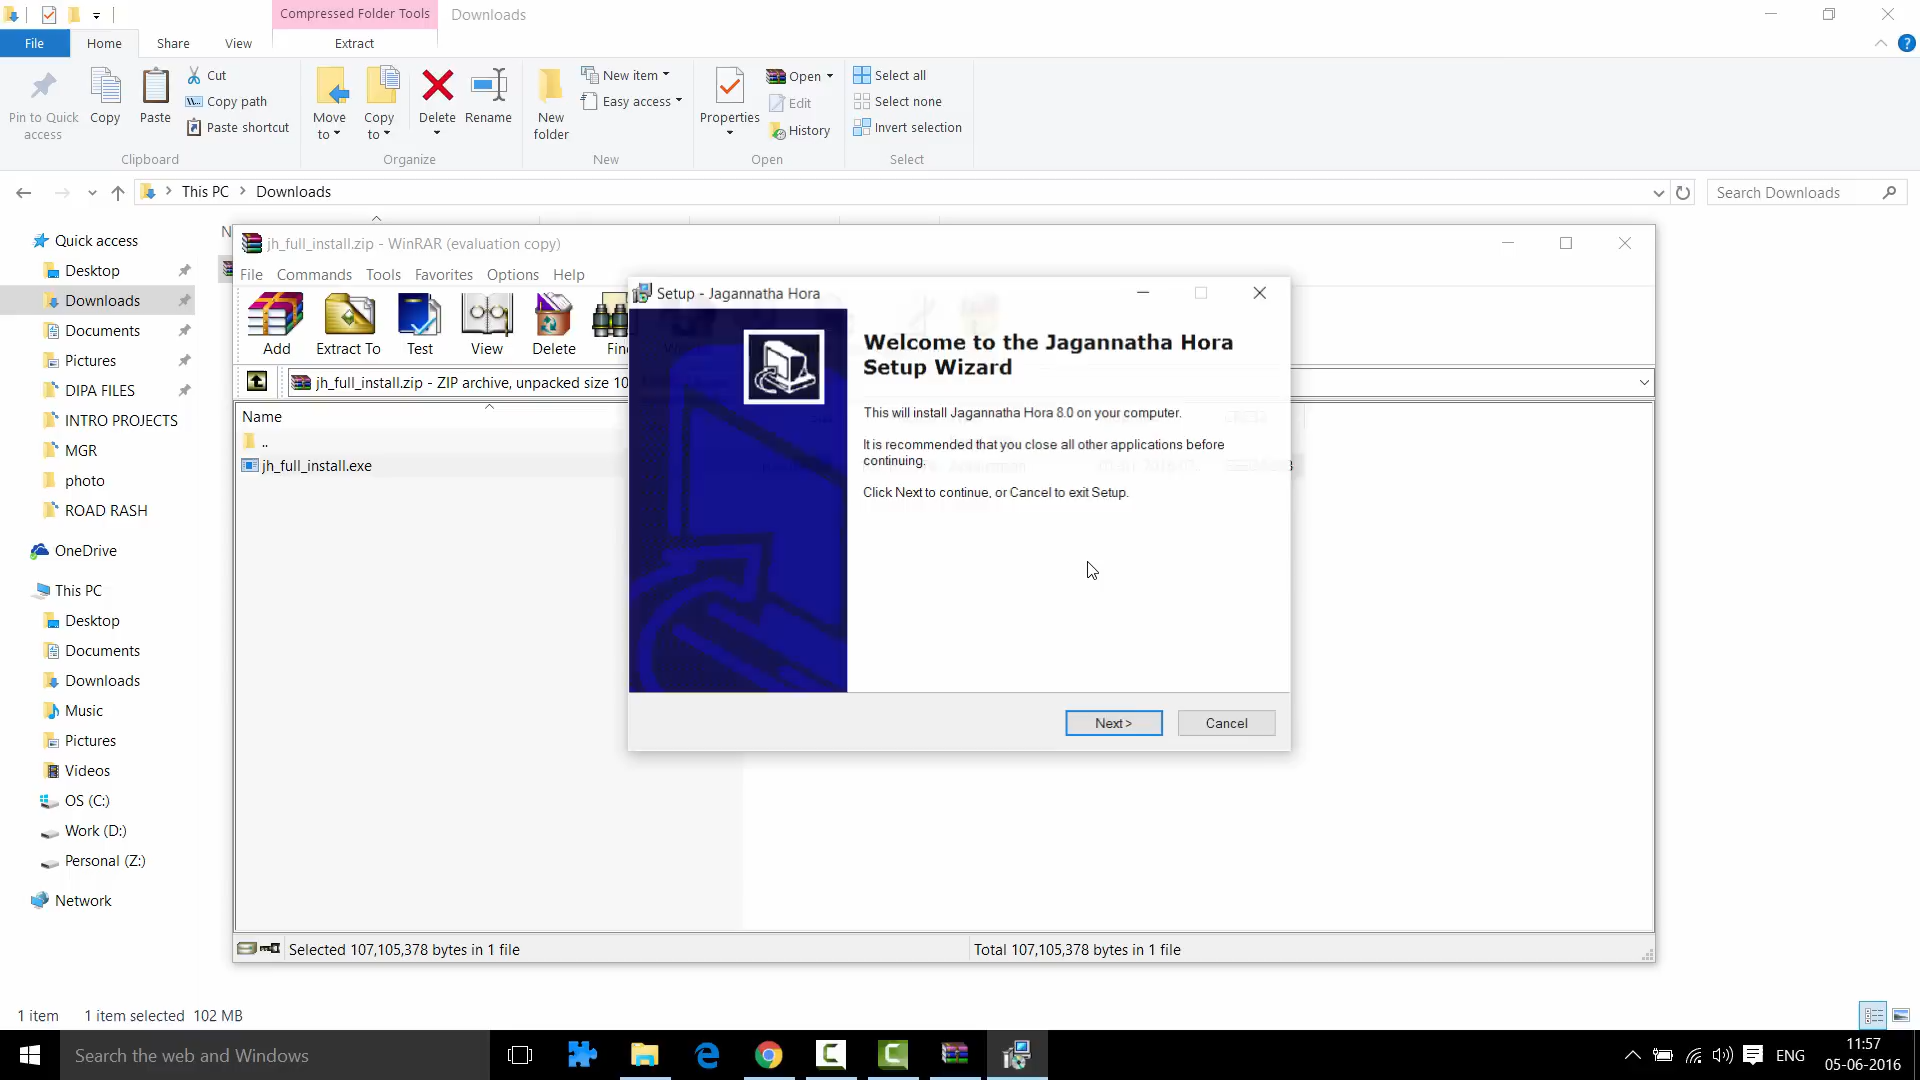 Compressed Folder Tools
Downloads
File
Home
Share
View
Extract
Pin to Quick access
Copy
Paste
Cut
Copy path
Paste shortcut
Clipboard
Move to
Copy to
Delete
Rename
Organize
New folder
New item
Easy access
New
Properties
Open
Edit
History
Open
Select all
Select none
Invert selection
Select
This PC > Downloads
Search Downloads
Quick access
Desktop
Downloads
Documents
Pictures
DIPA FILES
INTRO PROJECTS
MGR
photo
ROAD RASH
OneDrive
This PC
Desktop
Documents
Downloads
Music
Pictures
Videos
OS (C:)
Work (D:)
Personal (Z:)
Network
jh_full_install.zip - WinRAR (evaluation copy)
File Commands Tools Favorites Options Help
Add
Extract To
Test
View
Delete
jh_full_install.zip - ZIP archive, unpacked size 10
Name
..
jh_full_install.exe
Selected 107,105,378 bytes in 1 file
Total 107,105,378 bytes in 1 file
Setup - Jagannatha Hora
Welcome to the Jagannatha Hora
Setup Wizard
This will install Jagannatha Hora 8.0 on your computer.
It is recommended that you close all other applications before
continuing.
Click Next to continue, or Cancel to exit Setup.
Next >
Cancel
1 item
1 item selected 102 MB
Search the web and Windows
ENG
11:57
05-06-2016